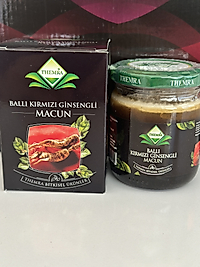 THEMRA
BALLI
KIRMIZI GİNSENGLİ
MACUN
THEMRA BİTKİSEL ÜRÜNLER
THEMRA
THEMRA
BALLI
KIRMIZI GİNSENGLİ
MACUN